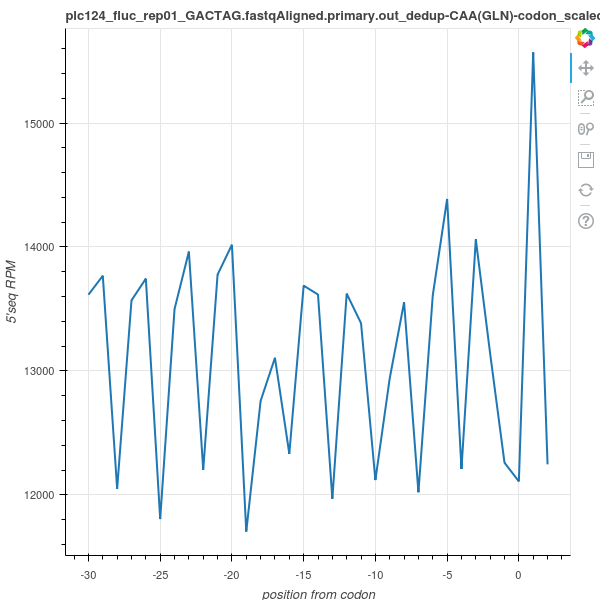 plc124_fluc_rep01_GACTAG.fastqAligned.primary.out_dedup-CAA(GLN)-codon_scaled
15000
14000
13000
12000
5'seq RPM
-30 -25 -20 -15 -10 -5 0
position from codon